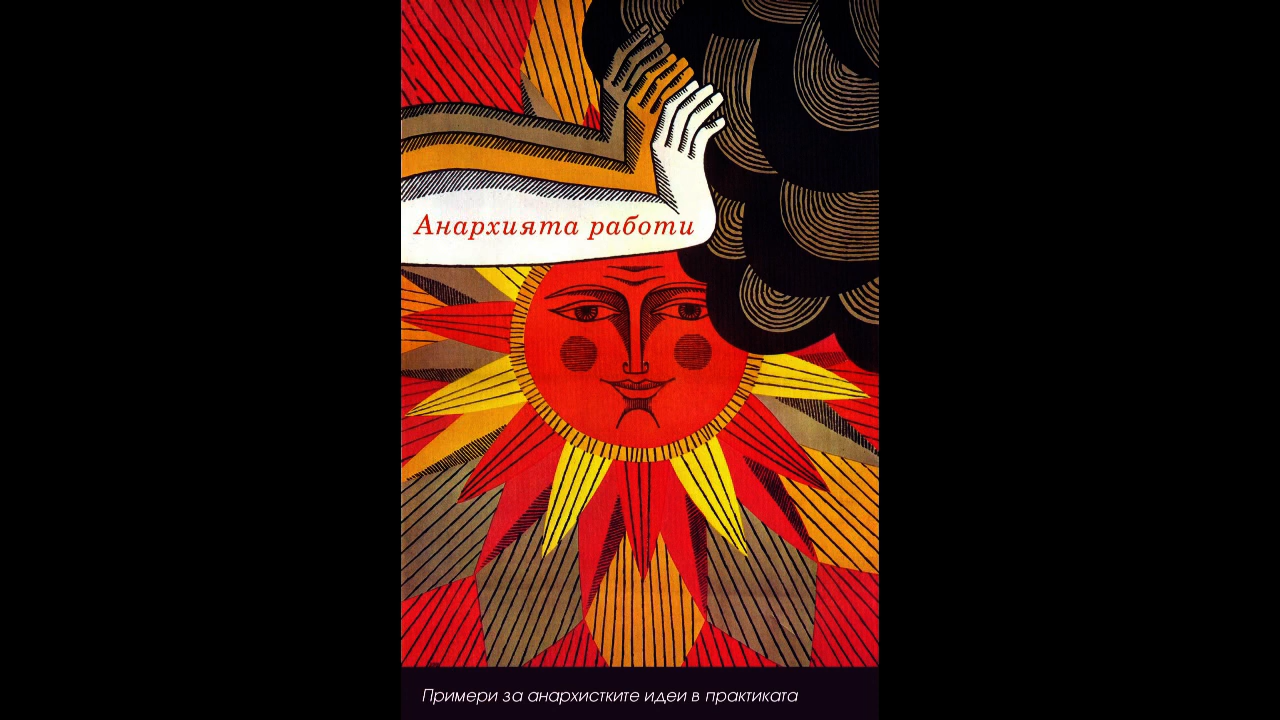 Анархията работи
Примери за анархистките идеи в практиката